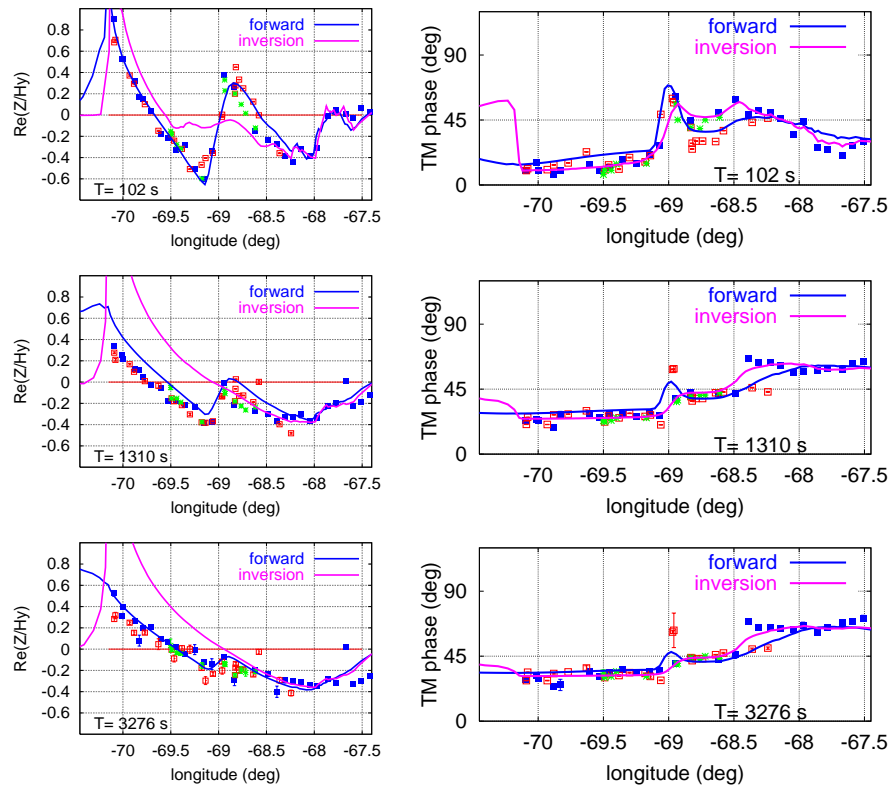 0.8
0.6
0.4
0.2
0
-0.2
-0.4
-0.6
Re(Z/Hy)
forward
inversion
T= 102 s
-70 -69.5 -69 -68.5 -68 -67.5
longitude (deg)
90
45
0
TM phase (deg)
forward
inversion
T= 102 s
-70 -69.5 -69 -68.5 -68 -67.5
longitude (deg)
0.8
0.6
0.4
0.2
0
-0.2
-0.4
-0.6
Re(Z/Hy)
forward
inversion
T= 1310 s
-70 -69.5 -69 -68.5 -68 -67.5
longitude (deg)
90
45
0
TM phase (deg)
forward
inversion
T= 1310 s
-70 -69.5 -69 -68.5 -68 -67.5
longitude (deg)
0.8
0.6
0.4
0.2
0
-0.2
-0.4
-0.6
Re(Z/Hy)
forward
inversion
T= 3276 s
-70 -69.5 -69 -68.5 -68 -67.5
longitude (deg)
90
45
0
TM phase (deg)
forward
inversion
T= 3276 s
-70 -69.5 -69 -68.5 -68 -67.5
longitude (deg)